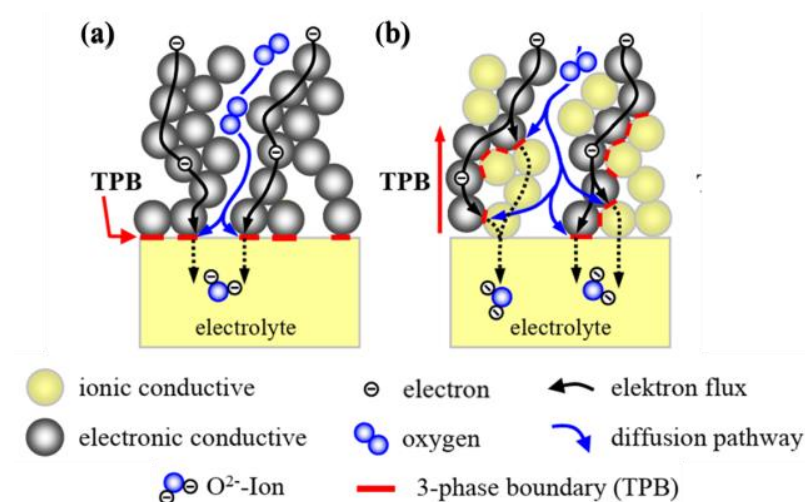 (a) (b)
TPB TPB
electrolyte electrolyte
ionic conductive electron elektron flux
electronic conductive oxygen diffusion pathway
O²⁻-Ion 3-phase boundary (TPB)